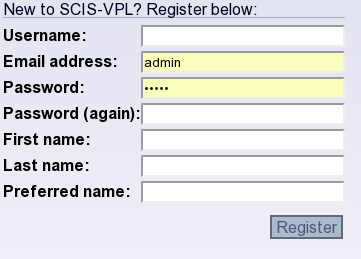 New to SCIS-VPL? Register below:
Username:
Email address: admin
Password: •••••
Password (again):
First name:
Last name:
Preferred name:
Register